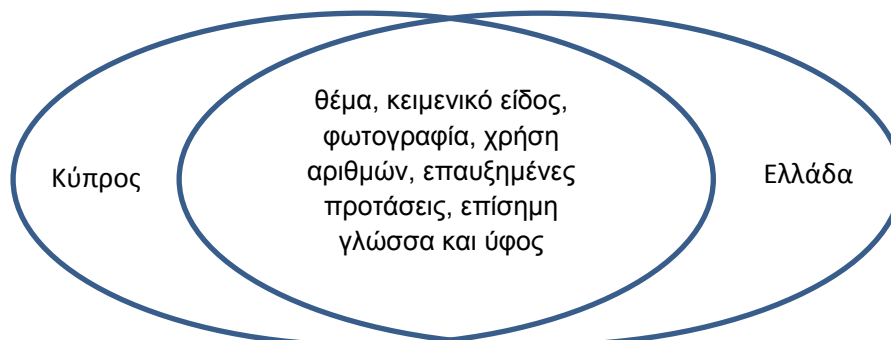 Κύπρος
θέμα, κειμενικό είδος,
φωτογραφία, χρήση
αριθμών, επαυξημένες
προτάσεις, επίσημη
γλώσσα και ύφος
Ελλάδα